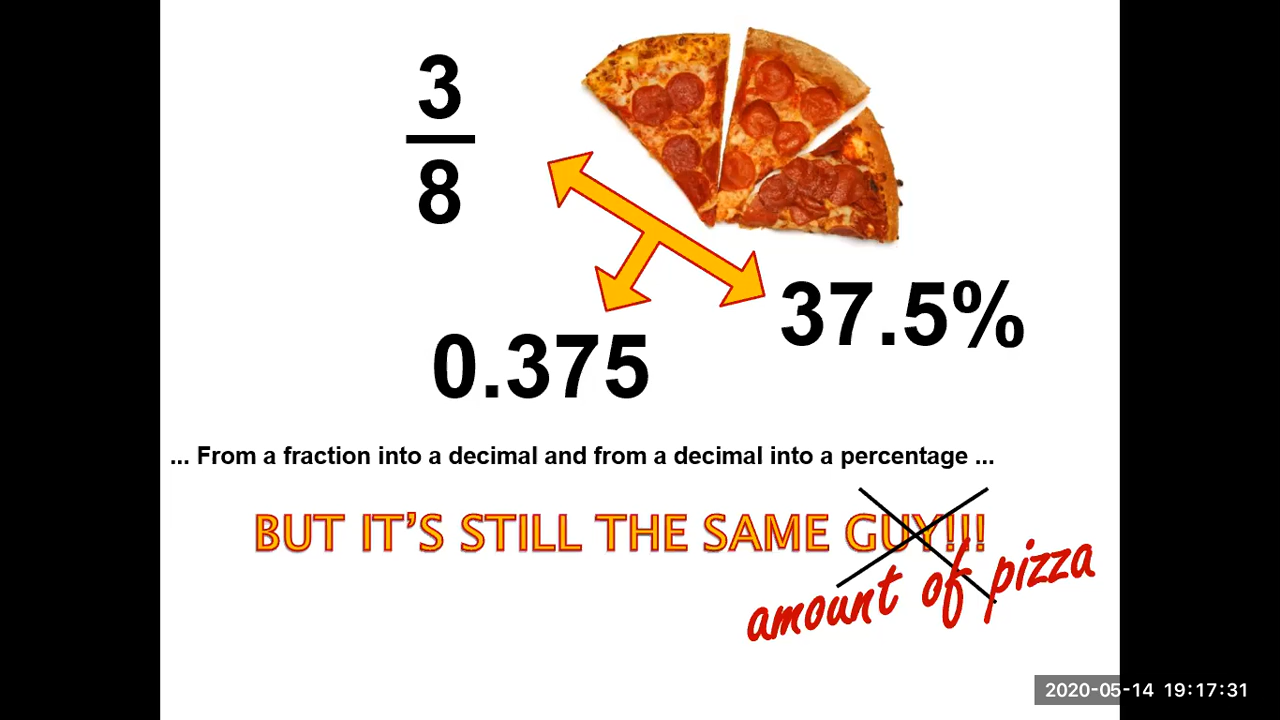 3
8
37.5%
0.375
... From a fraction into a decimal and from a decimal into a percentage ...
BUT IT’S STILL THE SAME GUY!!!
amount of pizza
2020-05-14 19:17:31